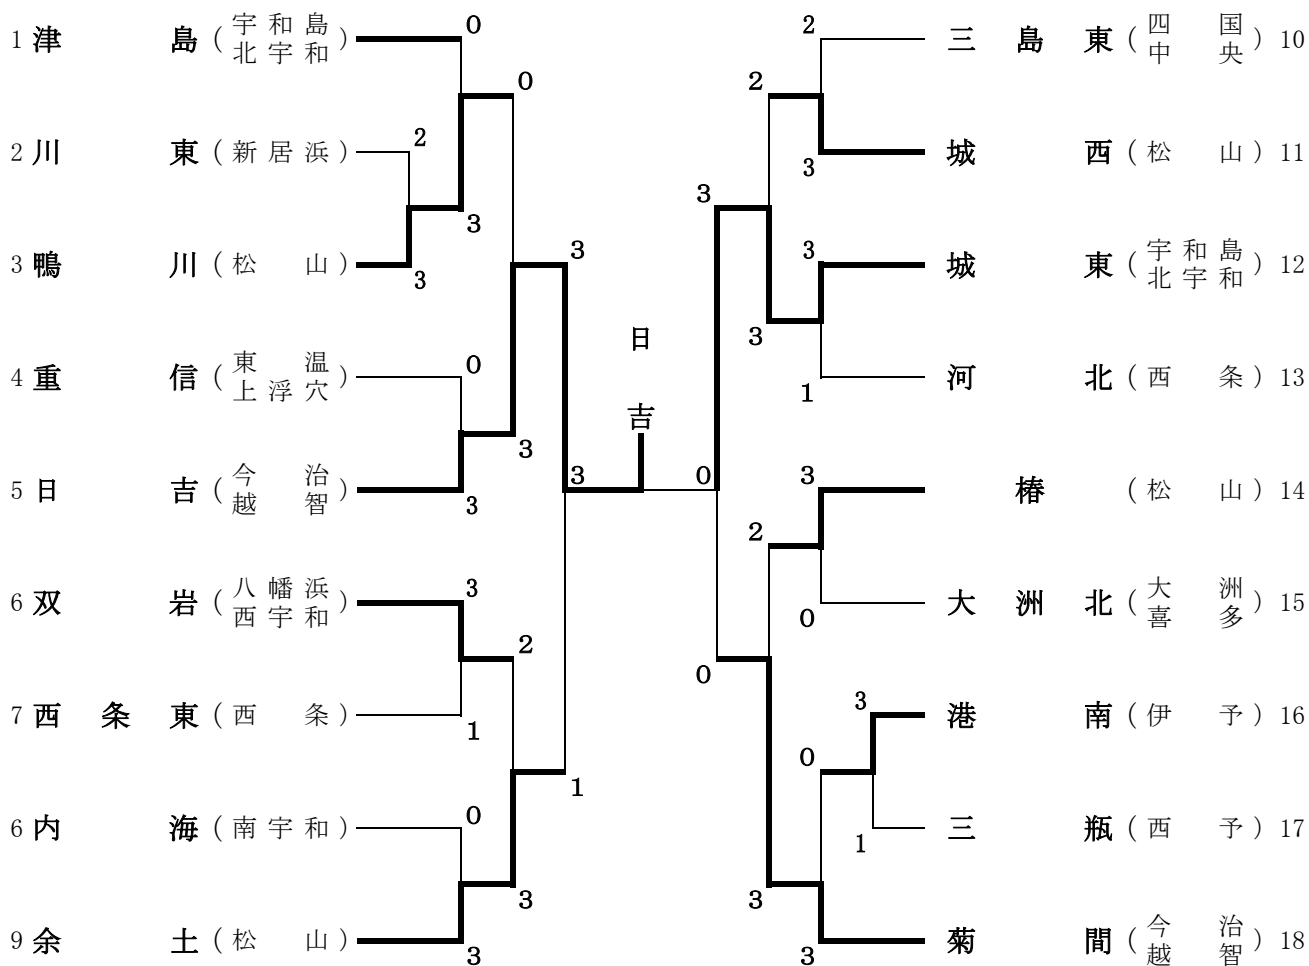 1 津島 (宇和島 北宇和)
0
0
2 川東 (新居浜)
2
3
3 鴨川 (松山)
3
3
4 重信 (東温 上浮穴)
0
3
5 日吉 (今治 越智)
3
3
6 双岩 (八幡浜 西宇和)
3
2
7 西条東 (西条)
1
1
6 内海 (南宇和)
0
3
9 余土 (松山)
3
日吉
2
三島東 (四国中央) 10
2
城西 (松山) 11
3
3
城東 (宇和島 北宇和) 12
3
3
河北 (西条) 13
1
0
椿 (松山) 14
3
2
大洲北 (大洲 喜多) 15
0
0
港南 (伊予) 16
3
0
三瓶 (西予) 17
1
3
菊間 (今治 越智) 18
3